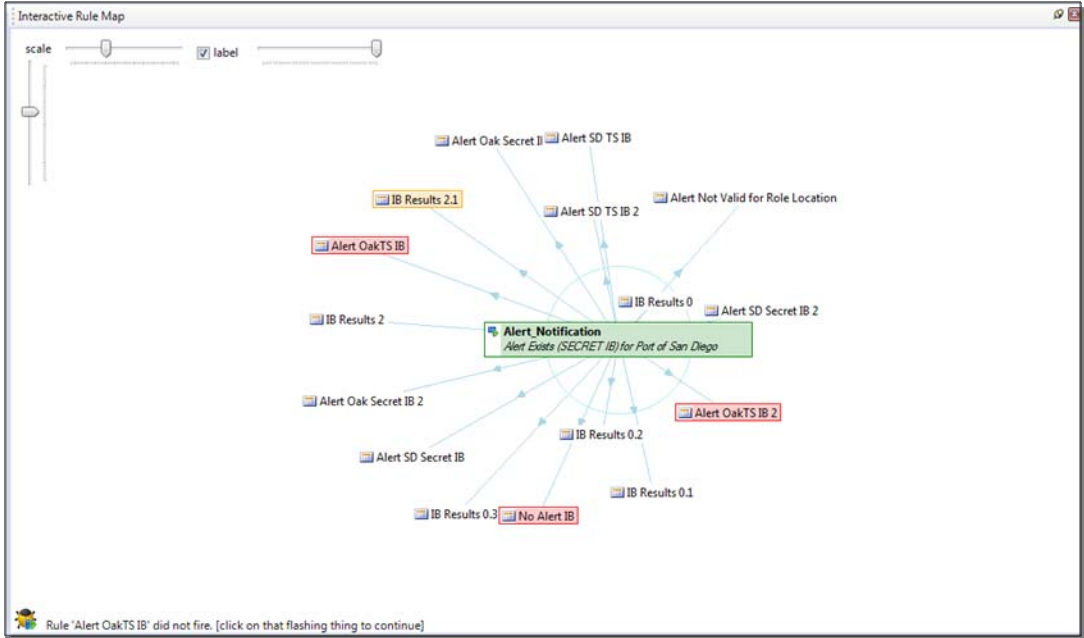 Interactive Rule Map
scale
label
Alert Oak Secret II
Alert SD TS IB
IB Results 2.1
Alert SD TS IB 2
Alert Not Valid for Role Location
Alert OakTS IB
IB Results 0
Alert SD Secret IB 2
IB Results 2
Alert_Notification
Alert Exists (SECRET IB) for Port of San Diego
Alert Oak Secret IB 2
Alert OakTS IB 2
IB Results 0.2
Alert SD Secret IB
IB Results 0.1
IB Results 0.3
No Alert IB
Rule 'Alert OakTS IB' did not fire. [click on that flashing thing to continue]